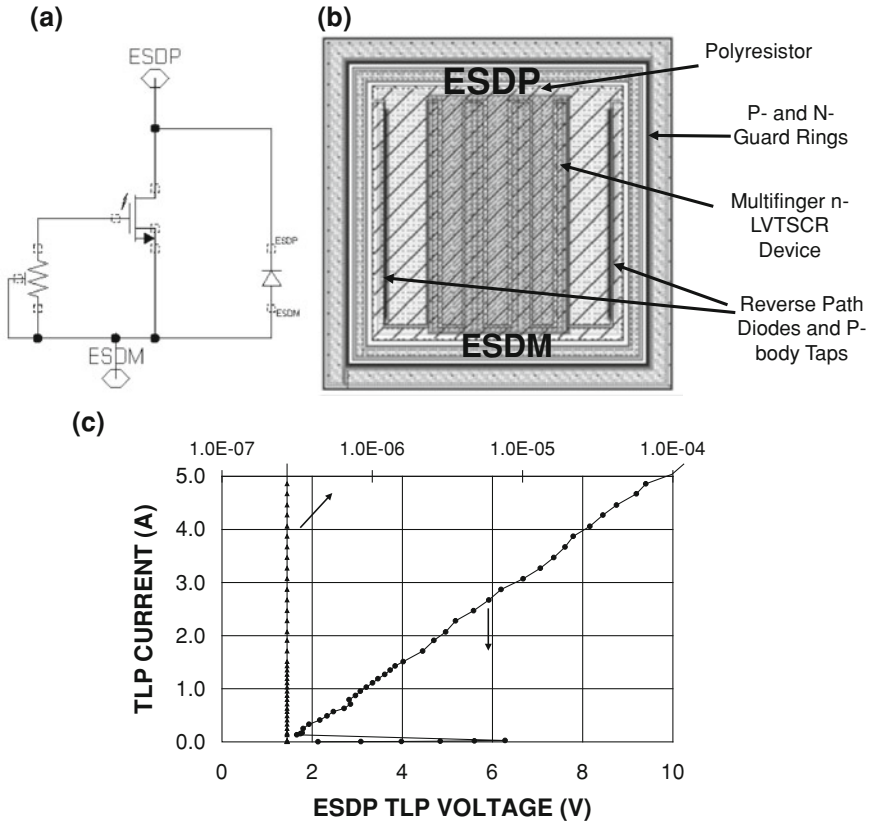 (a)
ESDP
ESDP
ESDM
ESDM
(b)
ESDP
ESDM
Polyresistor
P- and N-
Guard Rings
Multifinger n-
LVTSCR
Device
Reverse Path
Diodes and P-
body Taps
(c)
1.0E-07 1.0E-06 1.0E-05 1.0E-04
5.0
4.0
3.0
2.0
1.0
0.0
TLP CURRENT (A)
0 2 4 6 8 10
ESDP TLP VOLTAGE (V)